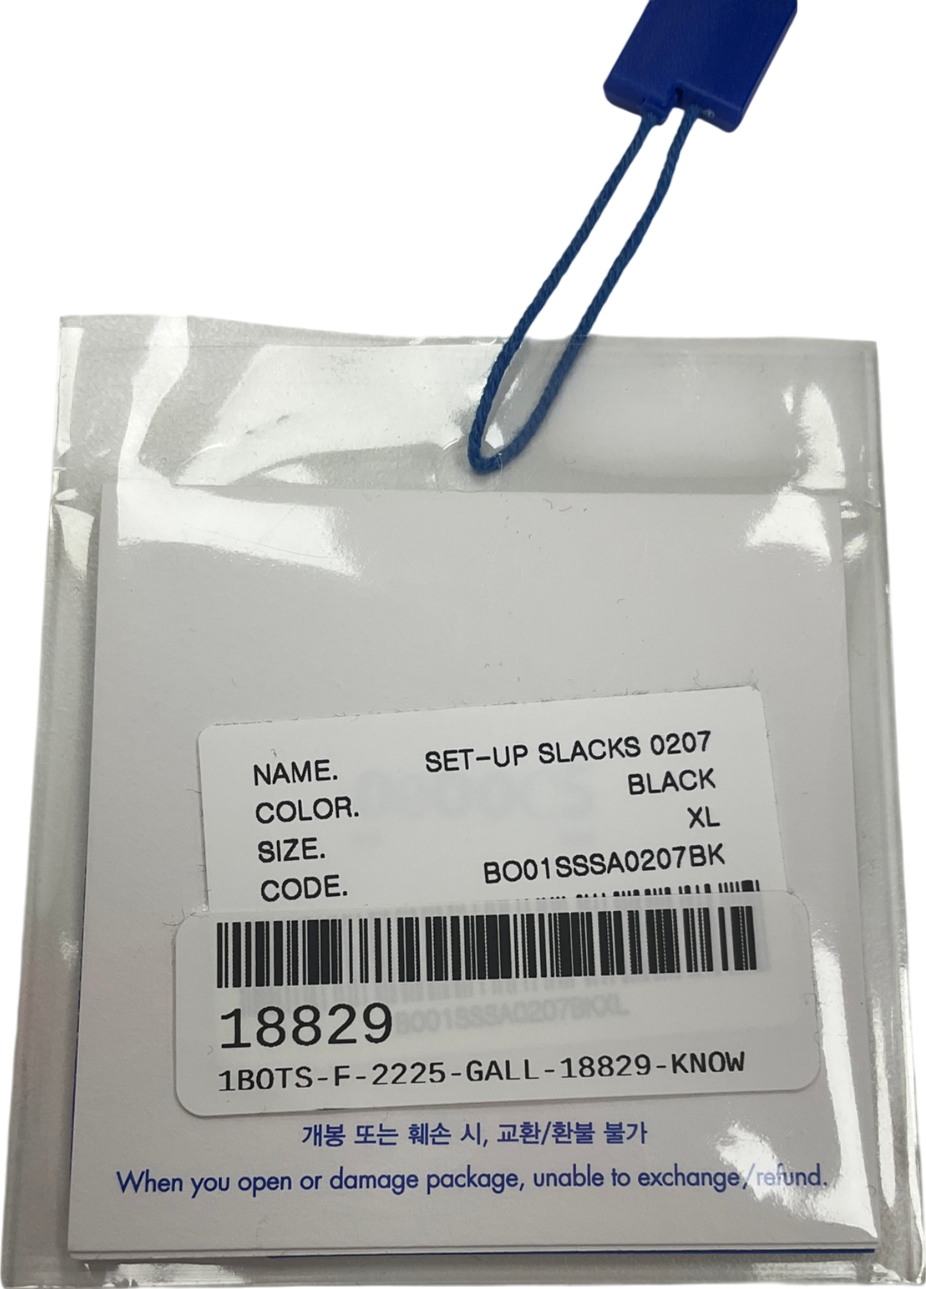 NAME. SET-UP SLACKS 0207
COLOR. BLACK
SIZE. XL
CODE. BO01SSSA0207BK
BO01SSSA0207BKXL
18829
1BOTS-F-2225-GALL-18829-KNOW
개봉 또는 훼손 시, 교환/환불 불가
When you open or damage package, unable to exchange/refund.